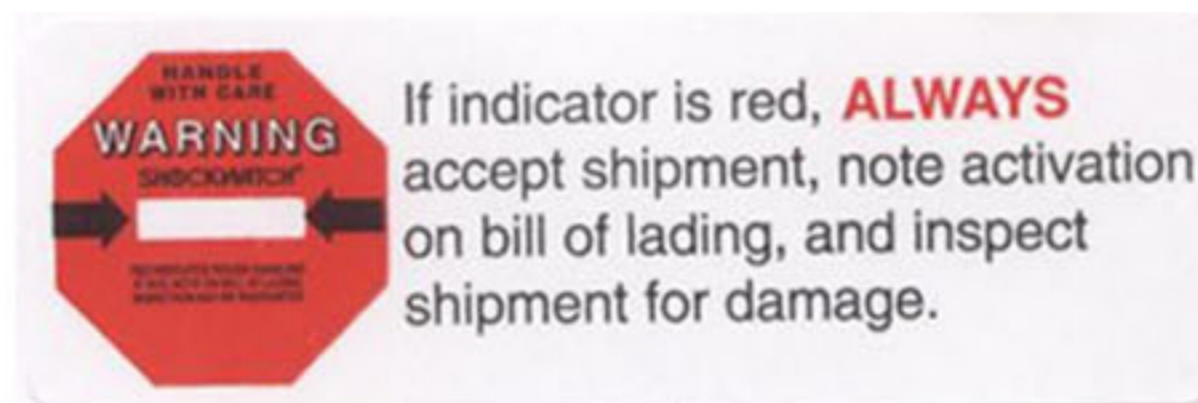 HANDLE
WITH CARE
WARNING
SHOCKWATCH
If indicator is red, ALWAYS
accept shipment, note activation
on bill of lading, and inspect
shipment for damage.